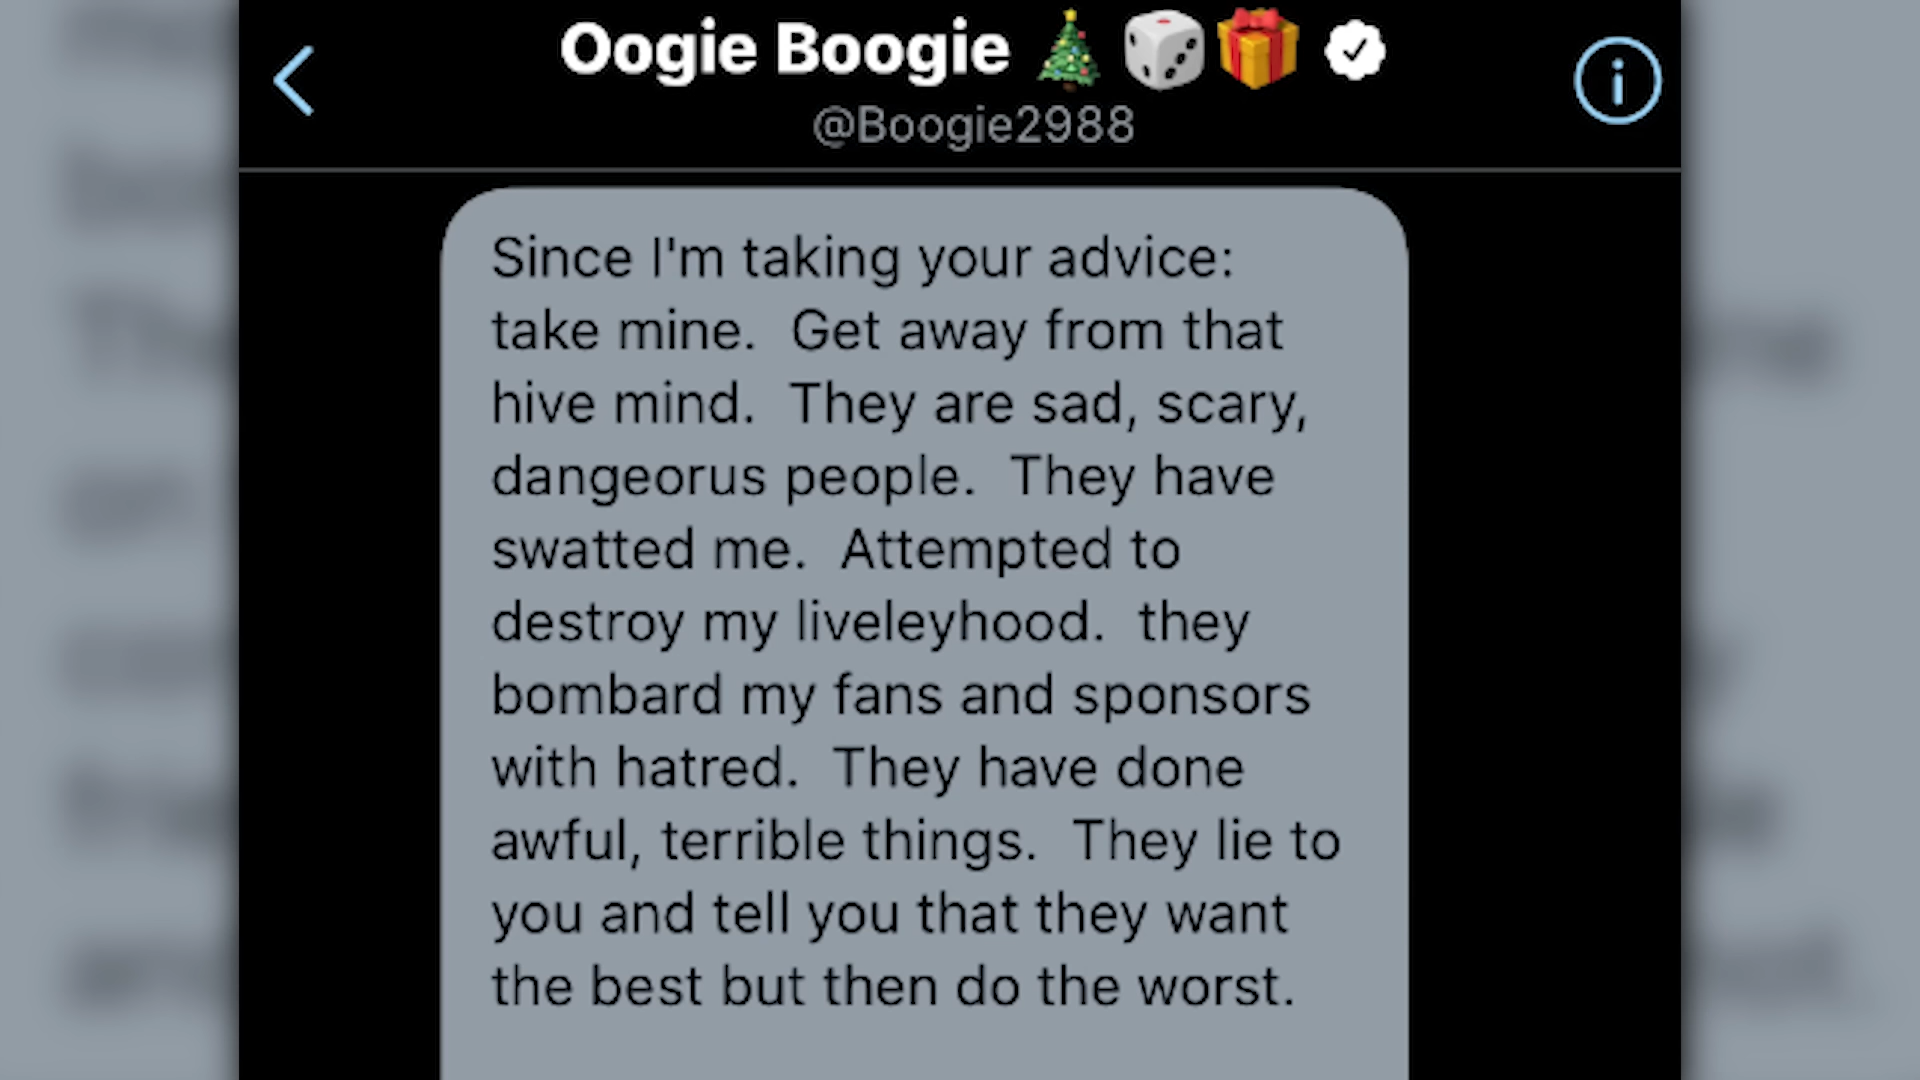 Oogie Boogie 🎄🎲🎁
@Boogie2988
Since I'm taking your advice:
take mine.  Get away from that
hive mind.  They are sad, scary,
dangeorus people.  They have
swatted me.  Attempted to
destroy my liveleyhood.  they
bombard my fans and sponsors
with hatred.  They have done
awful, terrible things.  They lie to
you and tell you that they want
the best but then do the worst.